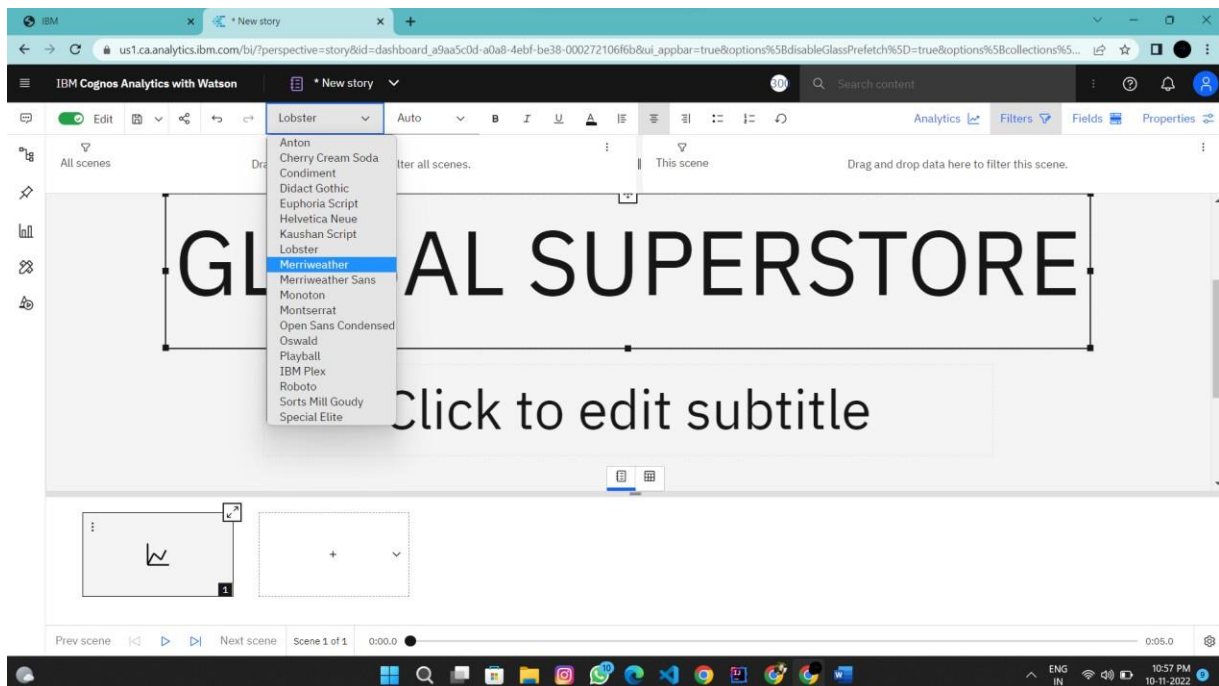 IBM
* New story
us1.ca.analytics.ibm.com/bi/?perspective=story&id=dashboard_a9aa5c0d-a0a8-4ebf-be38-000272106f6b&ui_appbar=true&options%5BdisableGlassPrefetch%5D=true&options%5Bcollections%5...
IBM Cognos Analytics with Watson
* New story
300
Search content
Edit
Lobster
Auto
B I U A
Analytics
Filters
Fields
Properties
All scenes
lter all scenes.
This scene
Drag and drop data here to filter this scene.
Anton
Cherry Cream Soda
Condiment
Didact Gothic
Euphoria Script
Helvetica Neue
Kaushan Script
Lobster
Merriweather
Merriweather Sans
Monoton
Montserrat
Open Sans Condensed
Oswald
Playball
IBM Plex
Roboto
Sorts Mill Goudy
Special Elite
GL AL SUPERSTORE
Click to edit subtitle
1
Prev scene
Next scene
Scene 1 of 1
0:00.0
0:05.0
10
ENG
IN
10:57 PM
10-11-2022
9